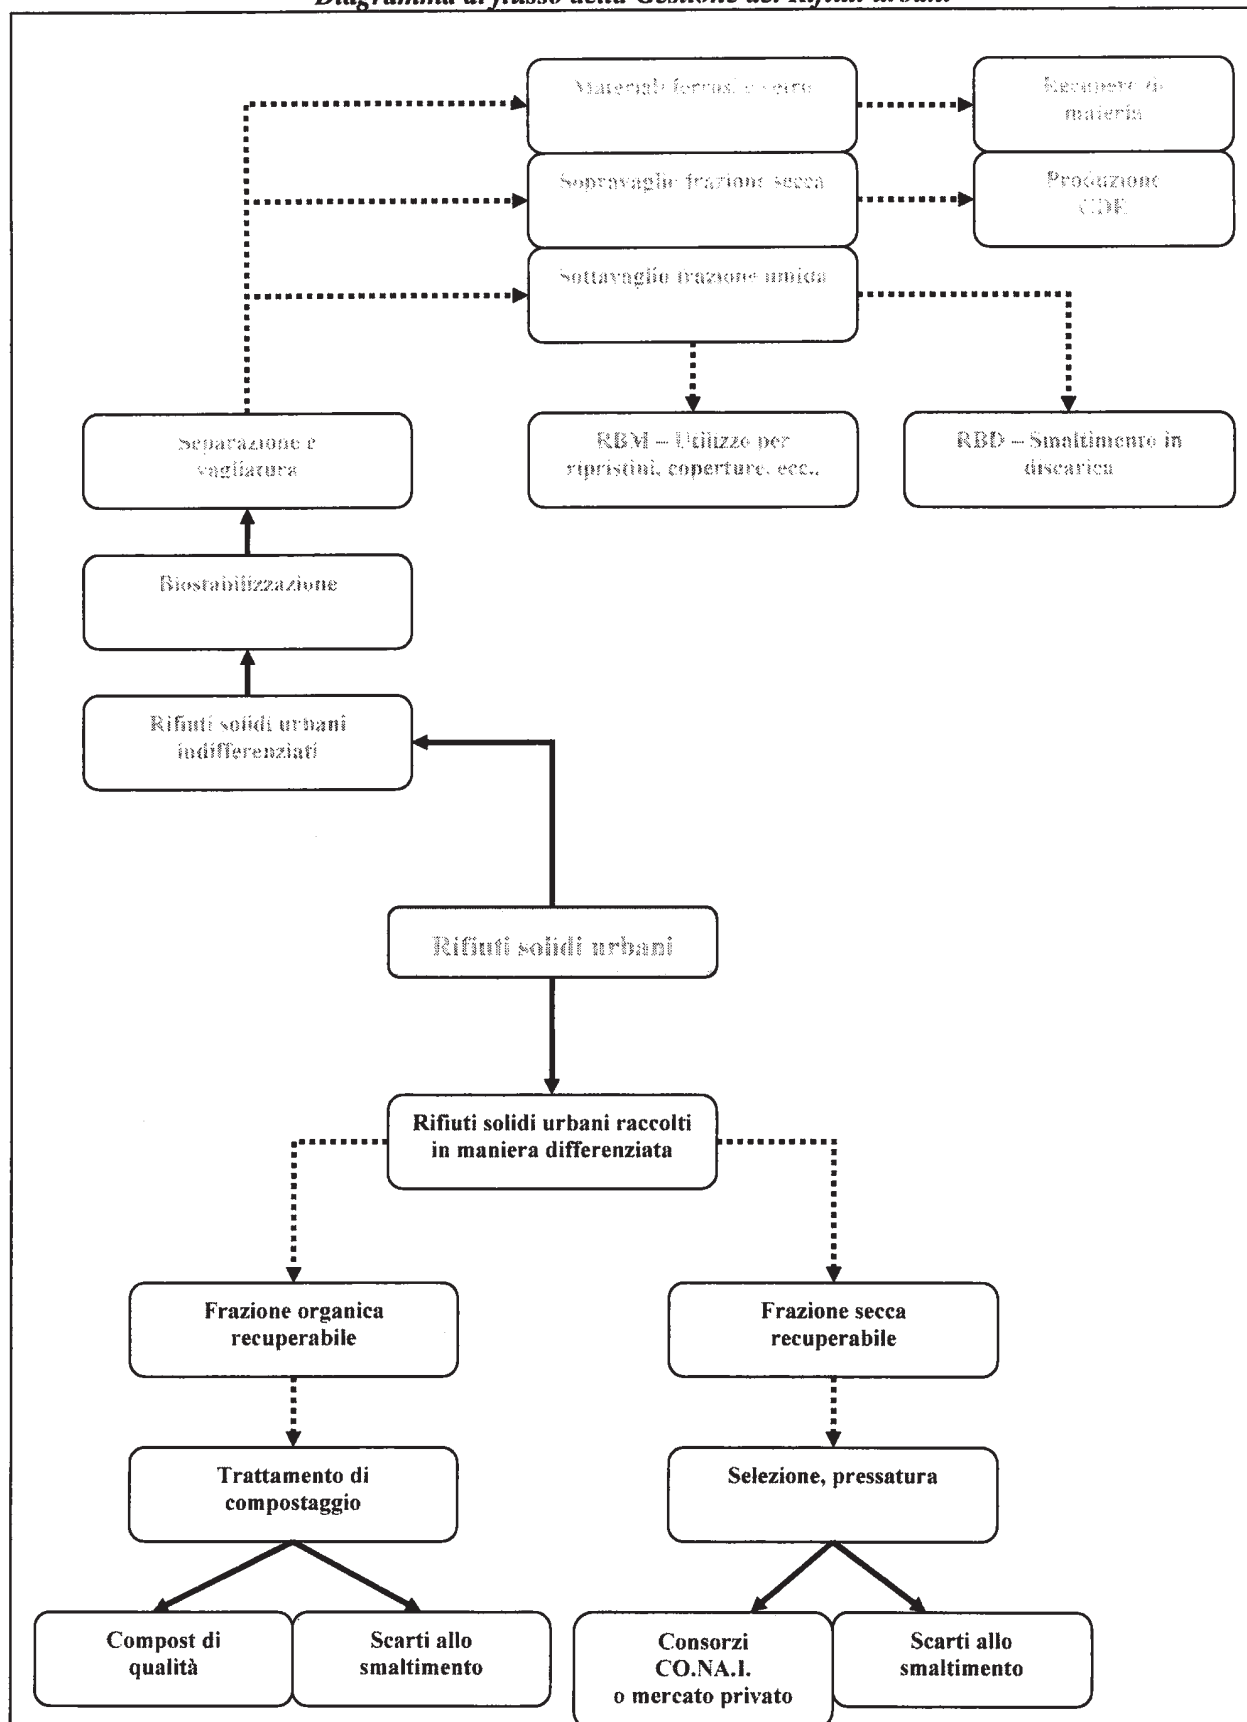 Diagramma di flusso della Gestione dei Rifiuti urbani
Materiali ferrosi e vetro
Recupero di
materia
Sopravaglio frazione secca
Produzione
CDR
Sottovaglio frazione umida
Separazione e
vagliatura
RBM – Utilizzo per
ripristini, coperture, ecc..
RBD – Smaltimento in
discarica
Biostabilizzazione
Rifiuti solidi urbani
indifferenziati
Rifiuti solidi urbani
Rifiuti solidi urbani raccolti
in maniera differenziata
Frazione organica
recuperabile
Frazione secca
recuperabile
Trattamento di
compostaggio
Selezione, pressatura
Compost di
qualità
Scarti allo
smaltimento
Consorzi
CO.NA.I.
o mercato privato
Scarti allo
smaltimento